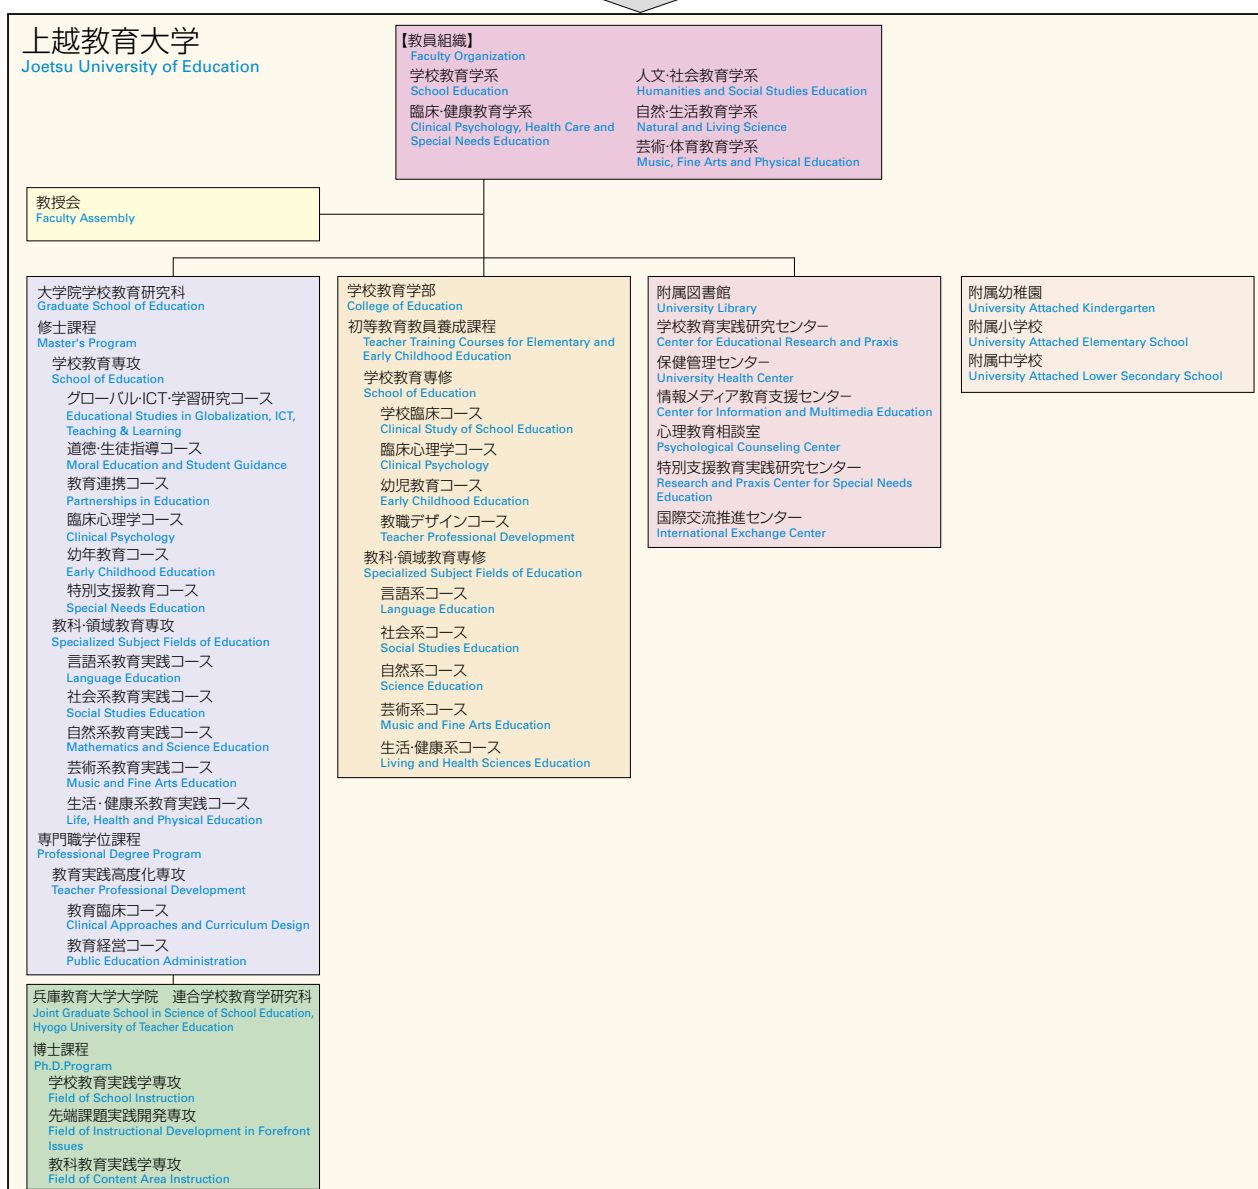 上越教育大学
Joetsu University of Education
【教員組織】
Faculty Organization
学校教育学系
School Education
臨床・健康教育学系
Clinical Psychology, Health Care and
Special Needs Education
人文・社会教育学系
Humanities and Social Studies Education
自然・生活教育学系
Natural and Living Science
芸術・体育教育学系
Music, Fine Arts and Physical Education
教授会
Faculty Assembly
大学院学校教育研究科
Graduate School of Education
修士課程
Master's Program
学校教育専攻
School of Education
グローバル・ICT・学習研究コース
Educational Studies in Globalization, ICT,
Teaching & Learning
道徳・生徒指導コース
Moral Education and Student Guidance
教育連携コース
Partnerships in Education
臨床心理学コース
Clinical Psychology
幼年教育コース
Early Childhood Education
特別支援教育コース
Special Needs Education
教科・領域教育専攻
Specialized Subject Fields of Education
言語系教育実践コース
Language Education
社会系教育実践コース
Social Studies Education
自然系教育実践コース
Mathematics and Science Education
芸術系教育実践コース
Music and Fine Arts Education
生活・健康系教育実践コース
Life, Health and Physical Education
専門職学位課程
Professional Degree Program
教育実践高度化専攻
Teacher Professional Development
教育臨床コース
Clinical Approaches and Curriculum Design
教育経営コース
Public Education Administration
兵庫教育大学大学院　連合学校教育学研究科
Joint Graduate School in Science of School Education,
Hyogo University of Teacher Education
博士課程
Ph.D.Program
学校教育実践学専攻
Field of School Instruction
先端課題実践開発専攻
Field of Instructional Development in Forefront
Issues
教科教育実践学専攻
Field of Content Area Instruction
学校教育学部
College of Education
初等教育教員養成課程
Teacher Training Courses for Elementary and
Early Childhood Education
学校教育専修
School of Education
学校臨床コース
Clinical Study of School Education
臨床心理学コース
Clinical Psychology
幼児教育コース
Early Childhood Education
教職デザインコース
Teacher Professional Development
教科・領域教育専修
Specialized Subject Fields of Education
言語系コース
Language Education
社会系コース
Social Studies Education
自然系コース
Science Education
芸術系コース
Music and Fine Arts Education
生活・健康系コース
Living and Health Sciences Education
附属図書館
University Library
学校教育実践研究センター
Center for Educational Research and Praxis
保健管理センター
University Health Center
情報メディア教育支援センター
Center for Information and Multimedia Education
心理教育相談室
Psychological Counseling Center
特別支援教育実践研究センター
Research and Praxis Center for Special Needs
Education
国際交流推進センター
International Exchange Center
附属幼稚園
University Attached Kindergarten
附属小学校
University Attached Elementary School
附属中学校
University Attached Lower Secondary School